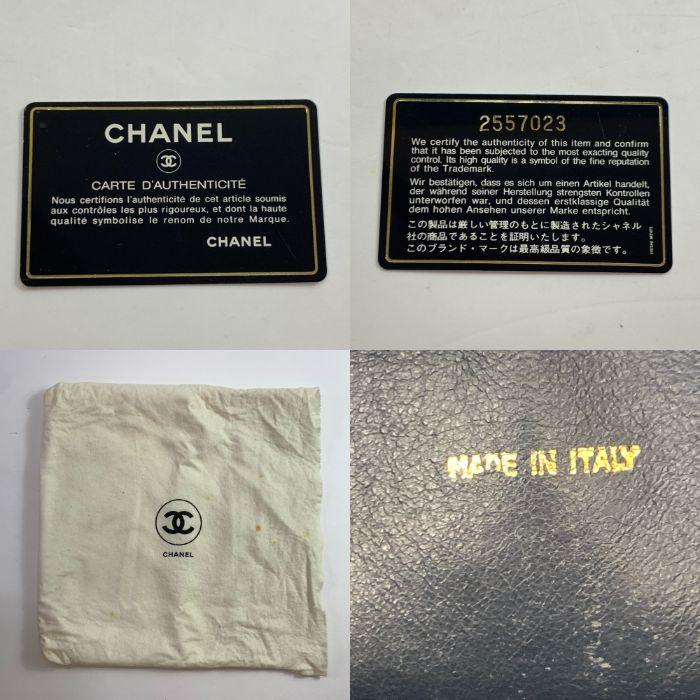 CHANEL
CARTE D'AUTHENTICITÉ
Nous certifions l'authenticité de cet article soumis
aux contrôles les plus rigoureux, et dont la haute
qualité symbolise le renom de notre Marque.
CHANEL
2557023
We certify the authenticity of this item and confirm
that it has been subjected to the most exacting quality
control. Its high quality is a symbol of the fine reputation
of the Trademark.
Wir bestätigen, dass es sich um einen Artikel handelt,
der während seiner Herstellung strengsten Kontrollen
unterworfen war, und dessen erstklassige Qualität
dem hohen Ansehen unserer Marke entspricht.
この製品は厳しい管理のもとに製造されたシャネル
社の商品であることを証明いたします。
このブランド・マークは最高級品質の象徴です。
CHANEL
MADE IN ITALY